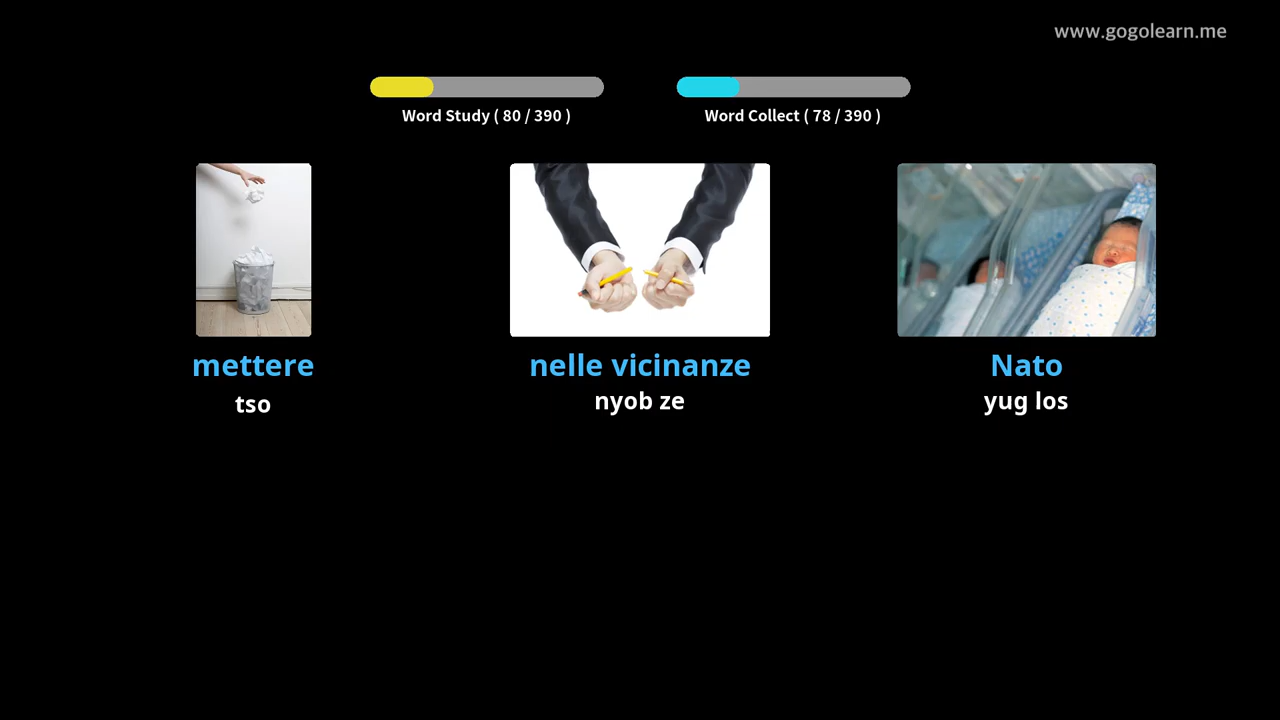 www.gogolearn.me
Word Study ( 80 / 390 )
Word Collect ( 78 / 390 )
mettere
tso
nelle vicinanze
nyob ze
Nato
yug los